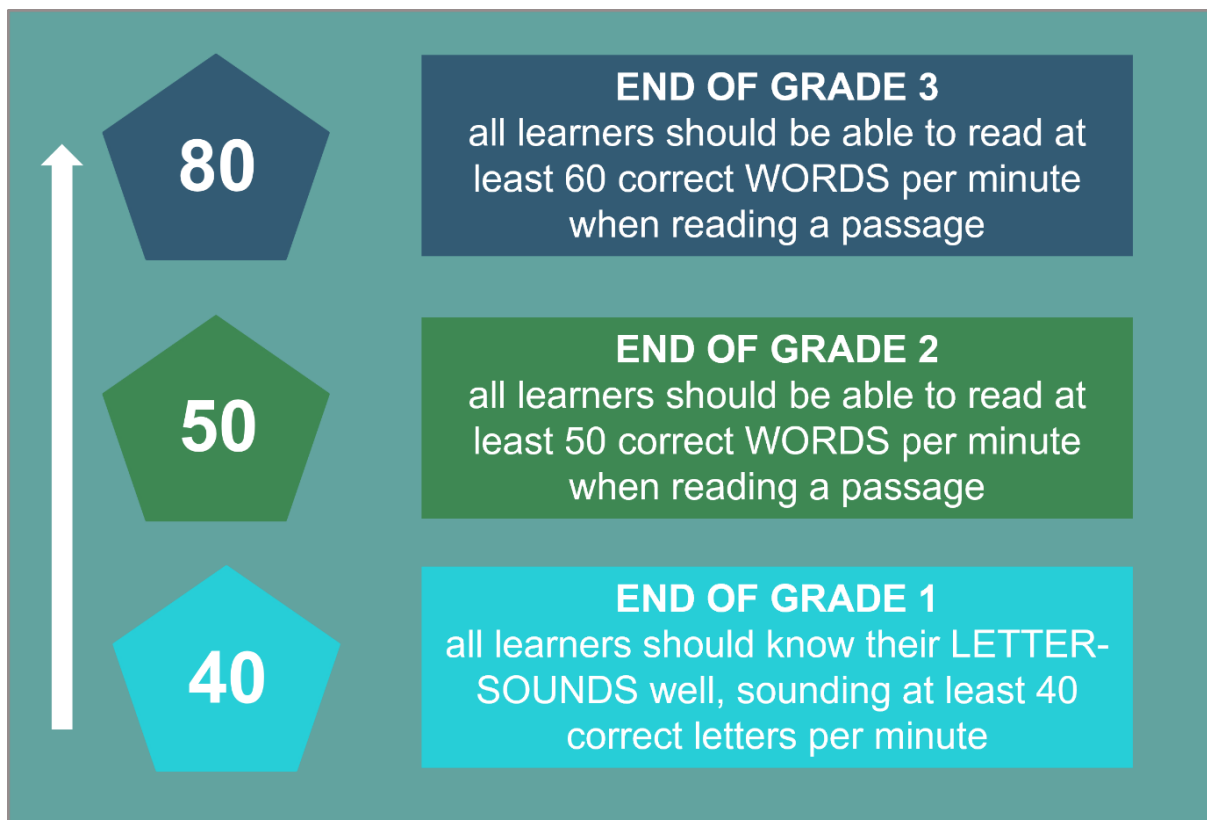 80
END OF GRADE 3
all learners should be able to read at
least 60 correct WORDS per minute
when reading a passage
50
END OF GRADE 2
all learners should be able to read at
least 50 correct WORDS per minute
when reading a passage
40
END OF GRADE 1
all learners should know their LETTER-
SOUNDS well, sounding at least 40
correct letters per minute